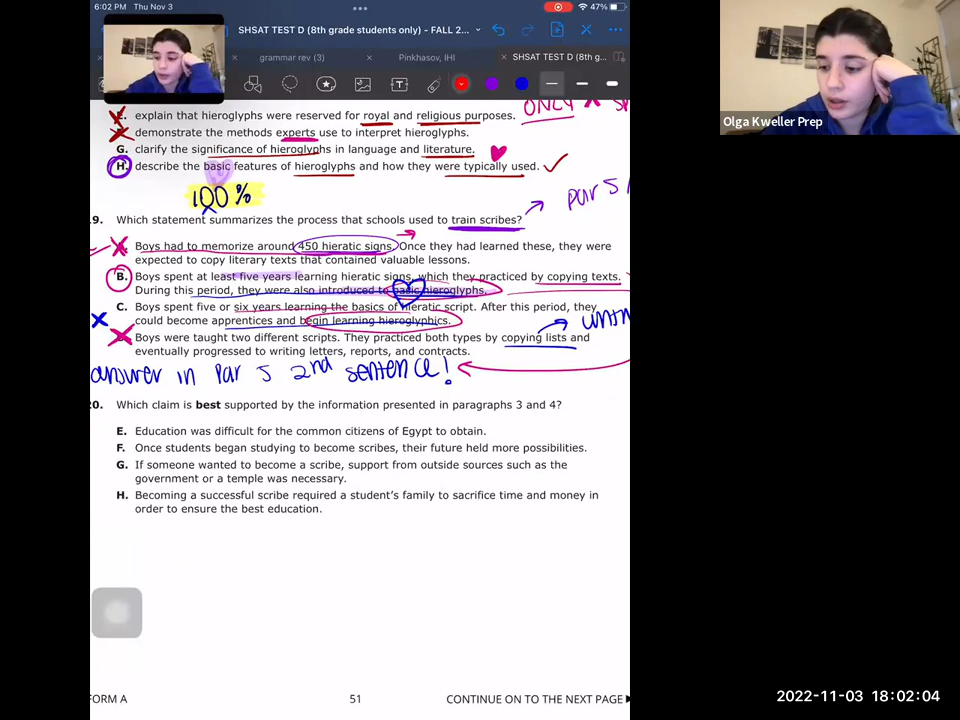 6:02 PM Thu Nov 3
47%
SHSAT TEST D (8th grade students only) - FALL 2...
grammar rev (3)
Pinkhasov, IHI
SHSAT TEST D (8th g...
explain that hieroglyphs were reserved for royal and religious purposes.
ONLY
demonstrate the methods experts use to interpret hieroglyphs.
G. clarify the significance of hieroglyphs in language and literature.
H. describe the basic features of hieroglyphs and how they were typically used.
100%
par 5
19. Which statement summarizes the process that schools used to train scribes?
Boys had to memorize around 450 hieratic signs. Once they had learned these, they were
expected to copy literary texts that contained valuable lessons.
B. Boys spent at least five years learning hieratic signs, which they practiced by copying texts.
During this period, they were also introduced to basic hieroglyphs.
C. Boys spent five or six years learning the basics of hieratic script. After this period, they
could become apprentices and begin learning hieroglyphics.
Boys were taught two different scripts. They practiced both types by copying lists and
eventually progressed to writing letters, reports, and contracts.
answer in Par 5 2nd sentence!
20. Which claim is best supported by the information presented in paragraphs 3 and 4?
E. Education was difficult for the common citizens of Egypt to obtain.
F. Once students began studying to become scribes, their future held more possibilities.
G. If someone wanted to become a scribe, support from outside sources such as the
government or a temple was necessary.
H. Becoming a successful scribe required a student's family to sacrifice time and money in
order to ensure the best education.
FORM A
51
CONTINUE ON TO THE NEXT PAGE
Olga Kweller Prep
2022-11-03 18:02:04